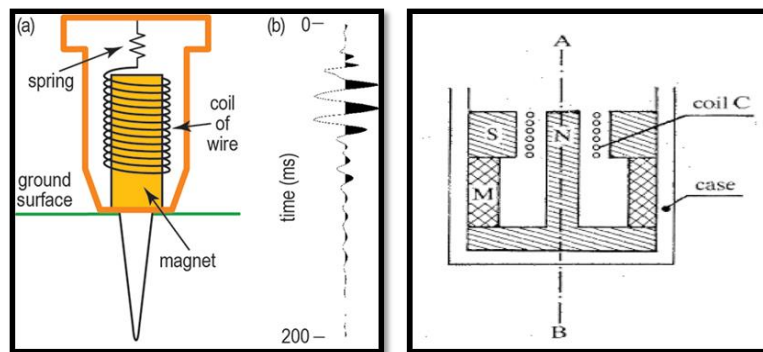 (a)
spring
coil
of
wire
ground
surface
magnet
(b)
0
time (ms)
200
A
S
N
coil C
M
case
B